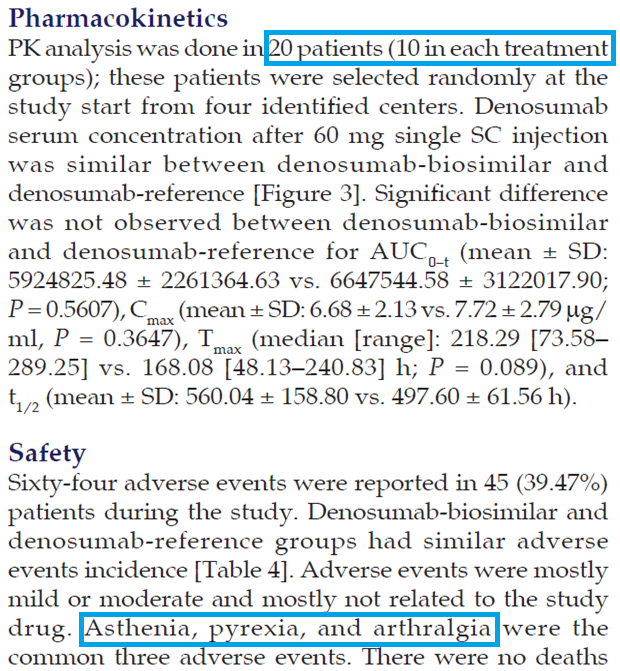 Pharmacokinetics
PK analysis was done in 20 patients (10 in each treatment
groups); these patients were selected randomly at the
study start from four identified centers. Denosumab
serum concentration after 60 mg single SC injection
was similar between denosumab-biosimilar and
denosumab-reference [Figure 3]. Significant difference
was not observed between denosumab-biosimilar
and denosumab-reference for AUC0–t (mean ± SD:
5924825.48 ± 2261364.63 vs. 6647544.58 ± 3122017.90;
P = 0.5607), Cmax (mean ± SD: 6.68 ± 2.13 vs. 7.72 ± 2.79 μg/
ml, P = 0.3647), Tmax (median [range]: 218.29 [73.58–
289.25] vs. 168.08 [48.13–240.83] h; P = 0.089), and
t1/2 (mean ± SD: 560.04 ± 158.80 vs. 497.60 ± 61.56 h).
Safety
Sixty-four adverse events were reported in 45 (39.47%)
patients during the study. Denosumab-biosimilar and
denosumab-reference groups had similar adverse
events incidence [Table 4]. Adverse events were mostly
mild or moderate and mostly not related to the study
drug. Asthenia, pyrexia, and arthralgia were the
common three adverse events. There were no deaths